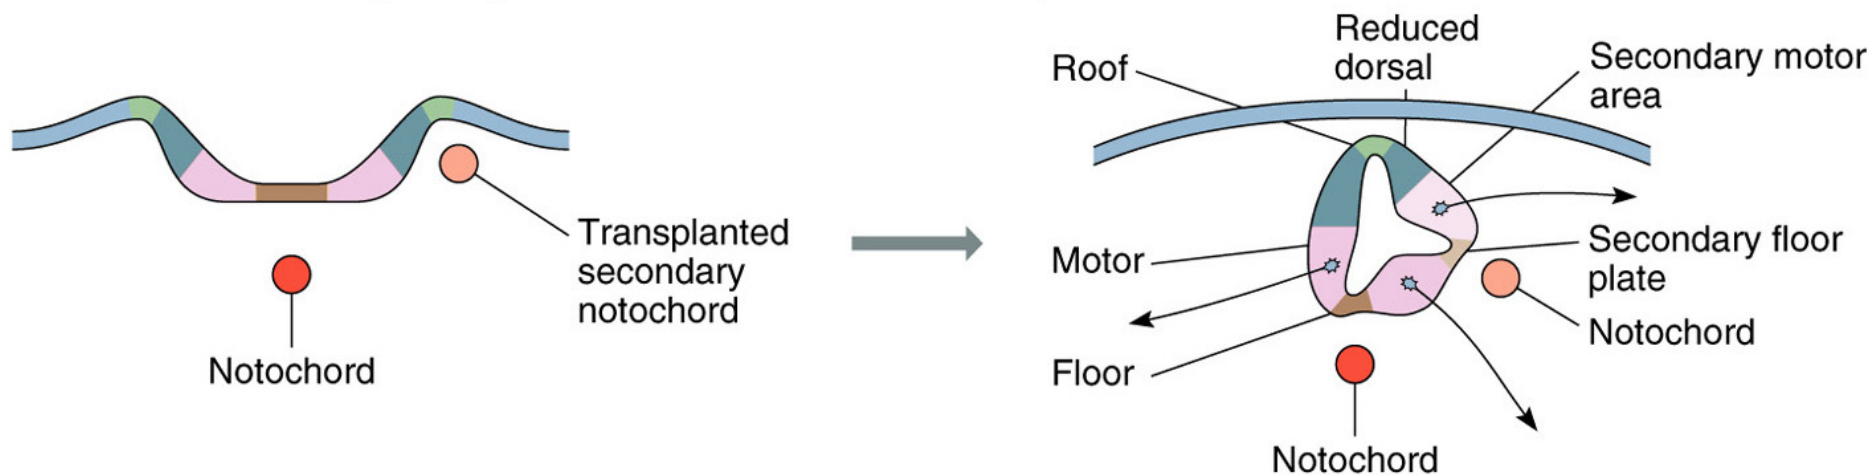 Transplanted
secondary
notochord
Notochord
Roof
Reduced
dorsal
Secondary motor
area
Motor
Secondary floor
plate
Notochord
Floor
Notochord